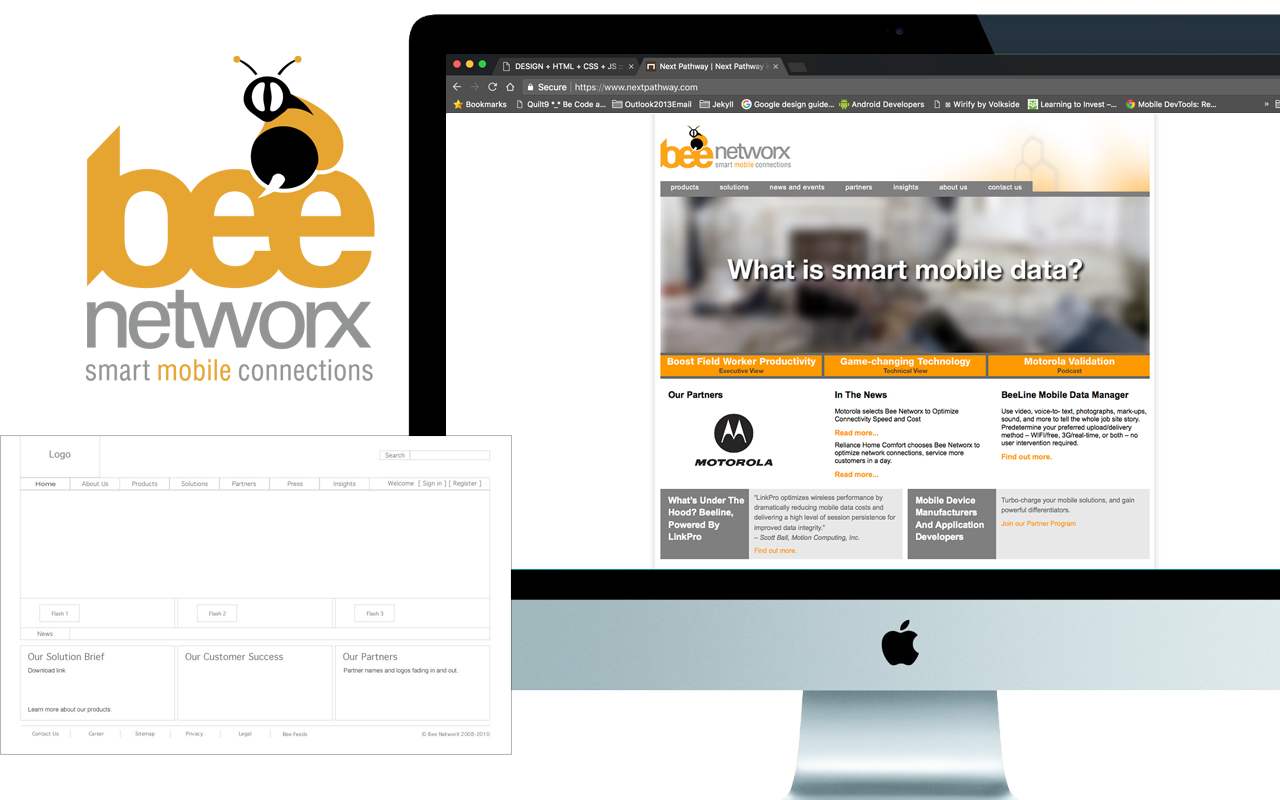 bee
networx
smart mobile connections
DESIGN + HTML + CSS + JS
Next Pathway | Next Pathway
Secure
https://www.nextpathway.com
Bookmarks
Quilt9 *.* Be Code a...
Outlook2013Email
Jekyll
Google design guide...
Android Developers
Wirify by Volkside
Learning to Invest –...
Mobile DevTools: Re...
»
bee networx
smart mobile connections
products
solutions
news and events
partners
insights
about us
contact us
What is smart mobile data?
Boost Field Worker Productivity
Executive View
Game-changing Technology
Technical View
Motorola Validation
Podcast
Our Partners
MOTOROLA
In The News
Motorola selects Bee Networx to Optimize
Connectivity Speed and Cost
Read more...
Reliance Home Comfort chooses Bee Networx to
optimize network connections, service more
customers in a day.
Read more...
BeeLine Mobile Data Manager
Use video, voice-to- text, photographs, mark-ups,
sound, and more to tell the whole job site story.
Predetermine your preferred upload/delivery
method – WIFI/free, 3G/real-time, or both – no
user intervention required.
Find out more.
What's Under The
Hood? Beeline,
Powered By
LinkPro
"LinkPro optimizes wireless performance by
dramatically reducing mobile data costs and
delivering a high level of session persistence for
improved data integrity."
– Scott Ball, Motion Computing, Inc.
Find out more.
Mobile Device
Manufacturers
And Application
Developers
Turbo-charge your mobile solutions, and gain
powerful differentiators.
Join our Partner Program
Logo
Search
Home
About Us
Products
Solutions
Partners
Press
Insights
Welcome [ Sign in ] [ Register ]
Flash 1
Flash 2
Flash 3
News
Our Solution Brief
Download link
Learn more about our products.
Our Customer Success
Our Partners
Partner names and logos fading in and out.
Contact Us
Career
Sitemap
Privacy
Legal
Bee Feeds
© Bee NetworX 2008-2010